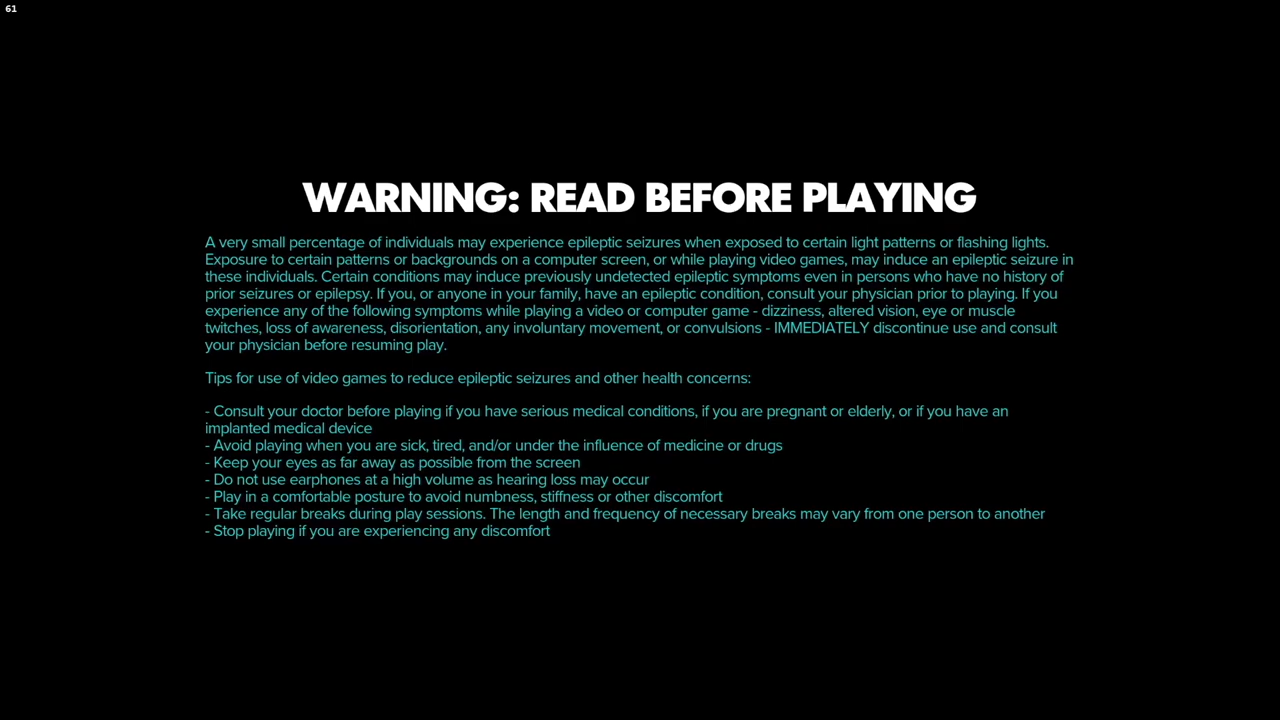 61
WARNING: READ BEFORE PLAYING
A very small percentage of individuals may experience epileptic seizures when exposed to certain light patterns or flashing lights.
Exposure to certain patterns or backgrounds on a computer screen, or while playing video games, may induce an epileptic seizure in
these individuals. Certain conditions may induce previously undetected epileptic symptoms even in persons who have no history of
prior seizures or epilepsy. If you, or anyone in your family, have an epileptic condition, consult your physician prior to playing. If you
experience any of the following symptoms while playing a video or computer game - dizziness, altered vision, eye or muscle
twitches, loss of awareness, disorientation, any involuntary movement, or convulsions - IMMEDIATELY discontinue use and consult
your physician before resuming play.
Tips for use of video games to reduce epileptic seizures and other health concerns:
- Consult your doctor before playing if you have serious medical conditions, if you are pregnant or elderly, or if you have an
implanted medical device
- Avoid playing when you are sick, tired, and/or under the influence of medicine or drugs
- Keep your eyes as far away as possible from the screen
- Do not use earphones at a high volume as hearing loss may occur
- Play in a comfortable posture to avoid numbness, stiffness or other discomfort
- Take regular breaks during play sessions. The length and frequency of necessary breaks may vary from one person to another
- Stop playing if you are experiencing any discomfort